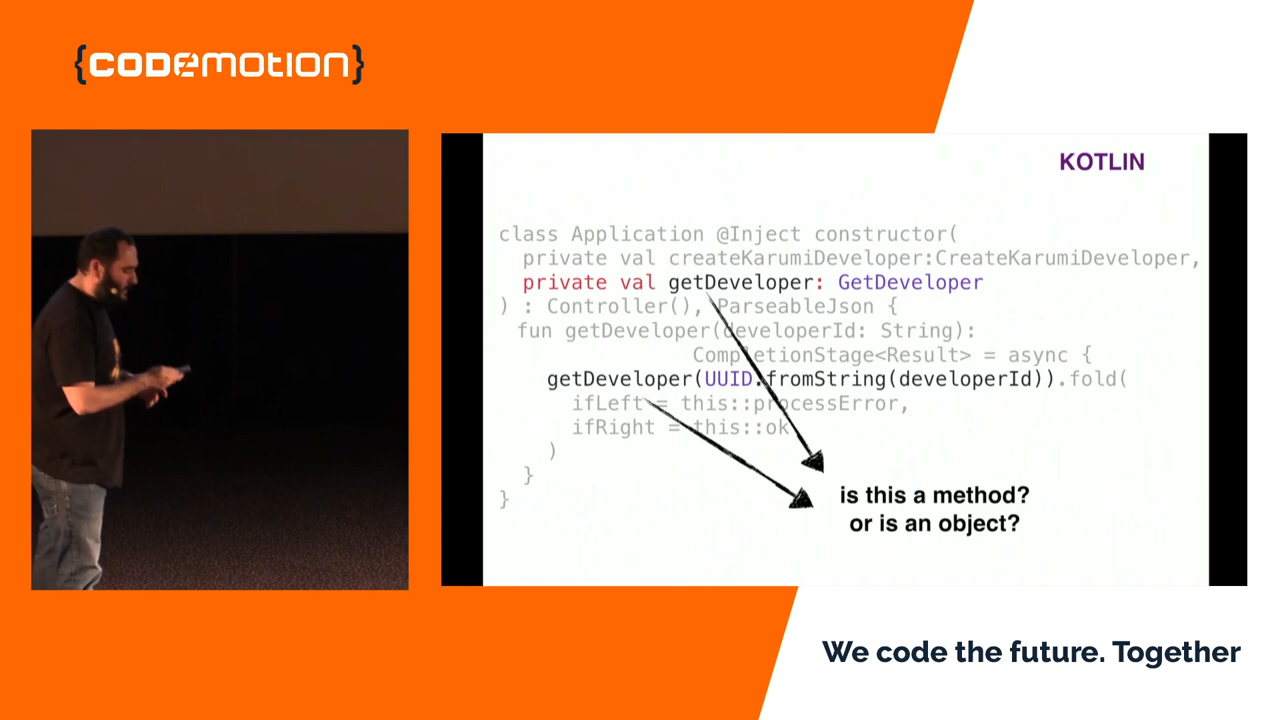 {CODEMOTION}
KOTLIN
class Application @Inject constructor(
private val createKarumiDeveloper:CreateKarumiDeveloper,
private val getDeveloper: GetDeveloper
) : Controller(), ParseableJson {
fun getDeveloper(developerId: String):
CompletionStage<Result> = async {
getDeveloper(UUID.fromString(developerId)).fold(
ifLeft = this::processError,
ifRight = this::ok
)
}
}
is this a method?
or is an object?
We code the future. Together